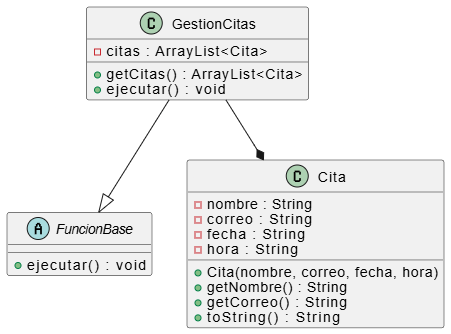 C GestionCitas
citas : ArrayList<Cita>
getCitas() : ArrayList<Cita>
ejecutar() : void
C Cita
nombre : String
correo : String
fecha : String
hora : String
Cita(nombre, correo, fecha, hora)
getNombre() : String
getCorreo() : String
toString() : String
A FuncionBase
ejecutar() : void